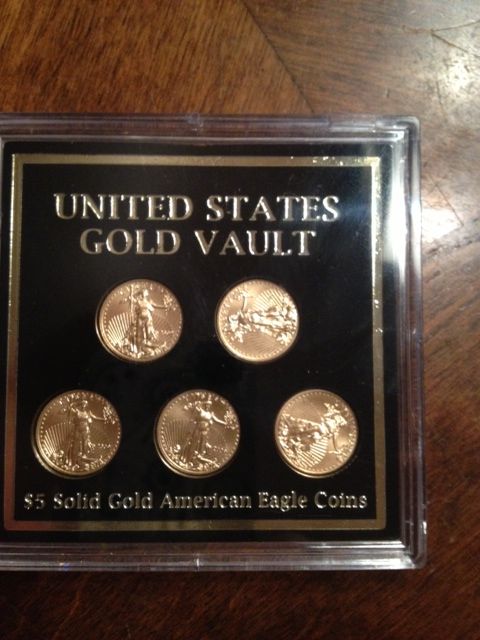 UNITED STATES
GOLD VAULT
$5 Solid Gold American Eagle Coins